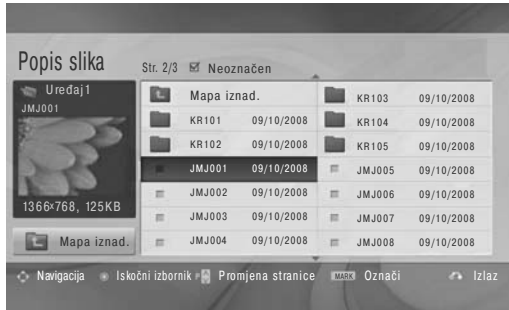 Popis slika
Str. 2/3 Neoznačen
Uređaj1
JMJ001
1366×768, 125KB
Mapa iznad.
Mapa iznad.
KR101 09/10/2008
KR102 09/10/2008
JMJ001 09/10/2008
JMJ002 09/10/2008
JMJ003 09/10/2008
JMJ004 09/10/2008
KR103 09/10/2008
KR104 09/10/2008
KR105 09/10/2008
JMJ005 09/10/2008
JMJ006 09/10/2008
JMJ007 09/10/2008
JMJ008 09/10/2008
Navigacija Iskočni izbornik P Promjena stranice MARK Označi Izlaz